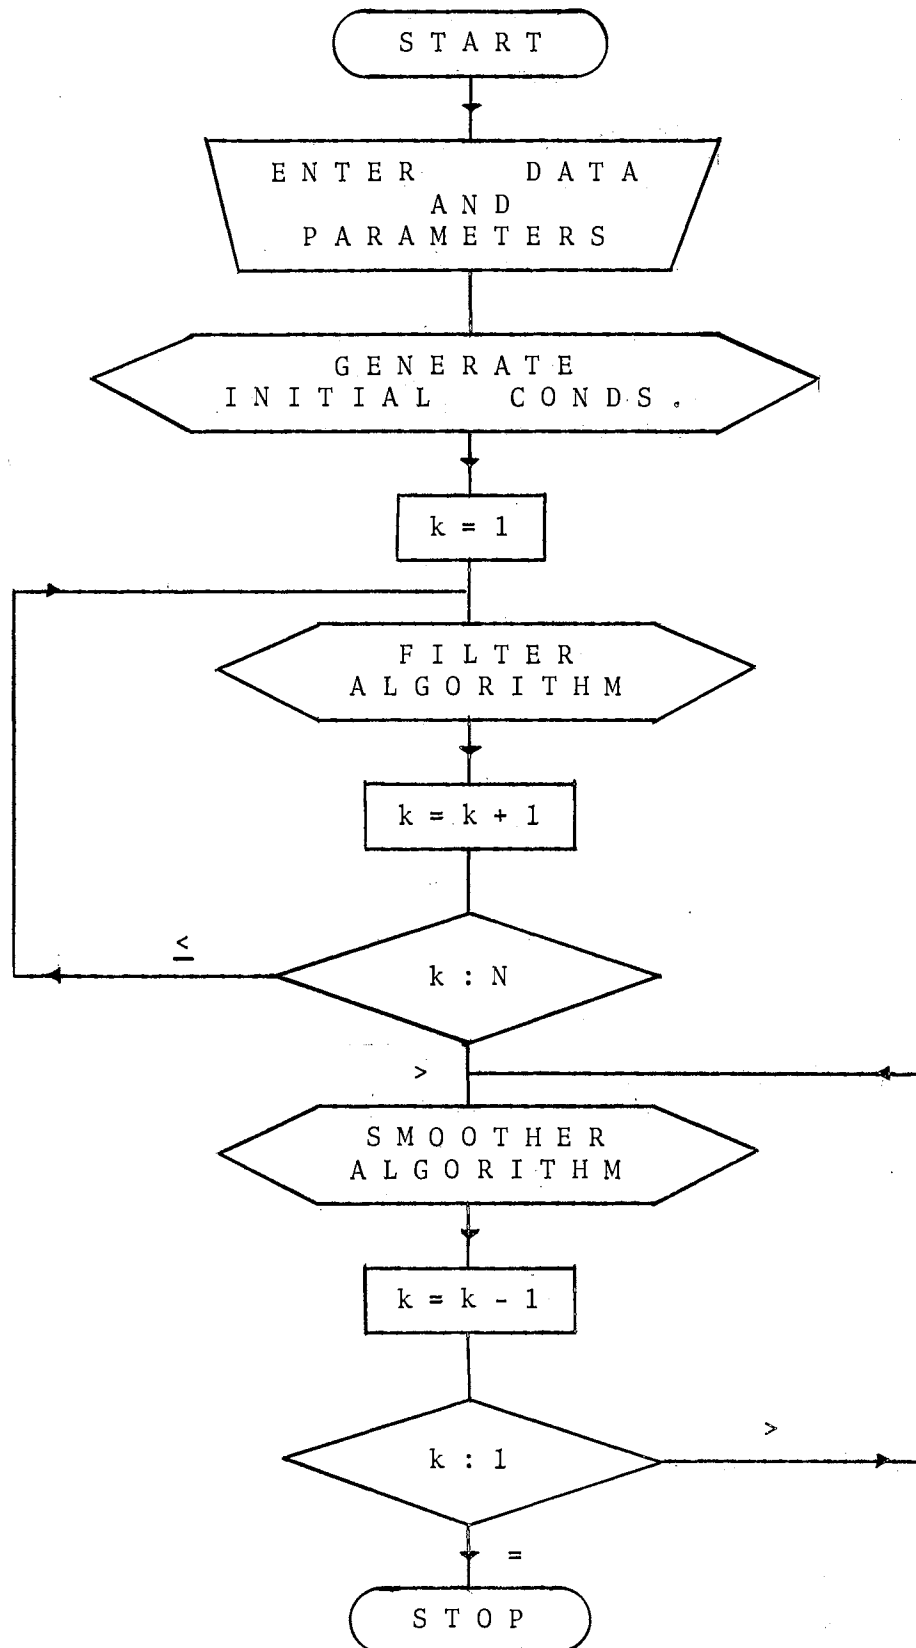 START
ENTER DATA
AND
PARAMETERS
GENERATE
INITIAL CONDS.
k = 1
FILTER
ALGORITHM
k = k + 1
≤
k : N
>
SMOOTHER
ALGORITHM
k = k - 1
>
k : 1
=
STOP